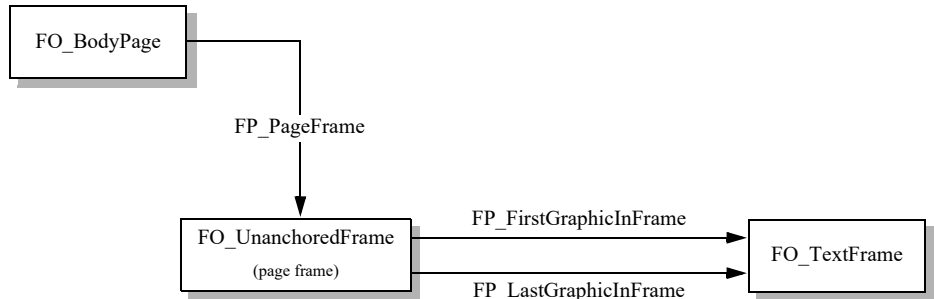 FO_BodyPage
FP_PageFrame
FP_FirstGraphicInFrame
FO_UnanchoredFrame
(page frame)
FO_TextFrame
FP_LastGraphicInFrame